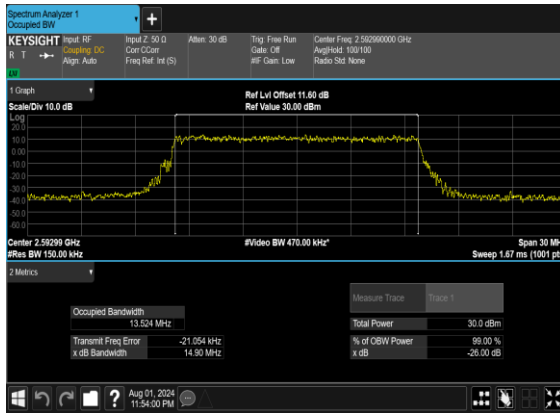 Spectrum Analyzer 1
Occupied BW
KEYSIGHT
R T
Input: RF
Coupling: DC
Align: Auto
Input Z: 50 Ω
Corr CCorr
Freq Ref: Int (S)
Atten: 30 dB
Trig: Free Run
Gate: Off
#IF Gain: Low
Center Freq: 2.592990000 GHz
Avg|Hold: 100/100
Radio Std: None
1 Graph
Scale/Div 10.0 dB
Ref Lvl Offset 11.60 dB
Ref Value 30.00 dBm
Log
20.0
10.0
0.00
-10.0
-20.0
-30.0
-40.0
-50.0
-60.0
Center 2.59299 GHz
#Res BW 150.00 kHz
#Video BW 470.00 kHz*
Span 30 MH
Sweep 1.67 ms (1001 pt
2 Metrics
Measure Trace
Trace 1
Occupied Bandwidth
13.524 MHz
Total Power
30.0 dBm
Transmit Freq Error
-21.054 kHz
% of OBW Power
99.00 %
x dB Bandwidth
14.90 MHz
x dB
-26.00 dB
?
Aug 01, 2024
11:54:00 PM